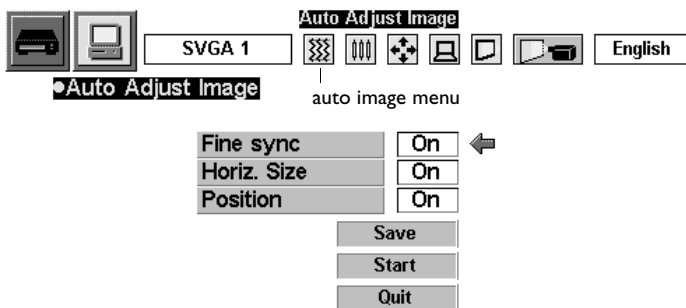 Auto Adjust Image
SVGA 1
English
●Auto Adjust Image
auto image menu
Fine sync On
Horiz. Size On
Position On
Save
Start
Quit